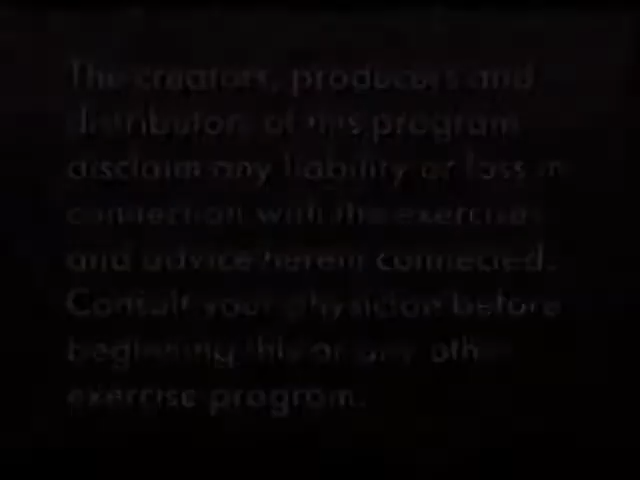 The creators, producers and
distributors of this program
disclaim any liability or loss in
connection with the exercises
and advice herein connected.
Consult your physician before
beginning this or any other
exercise program.